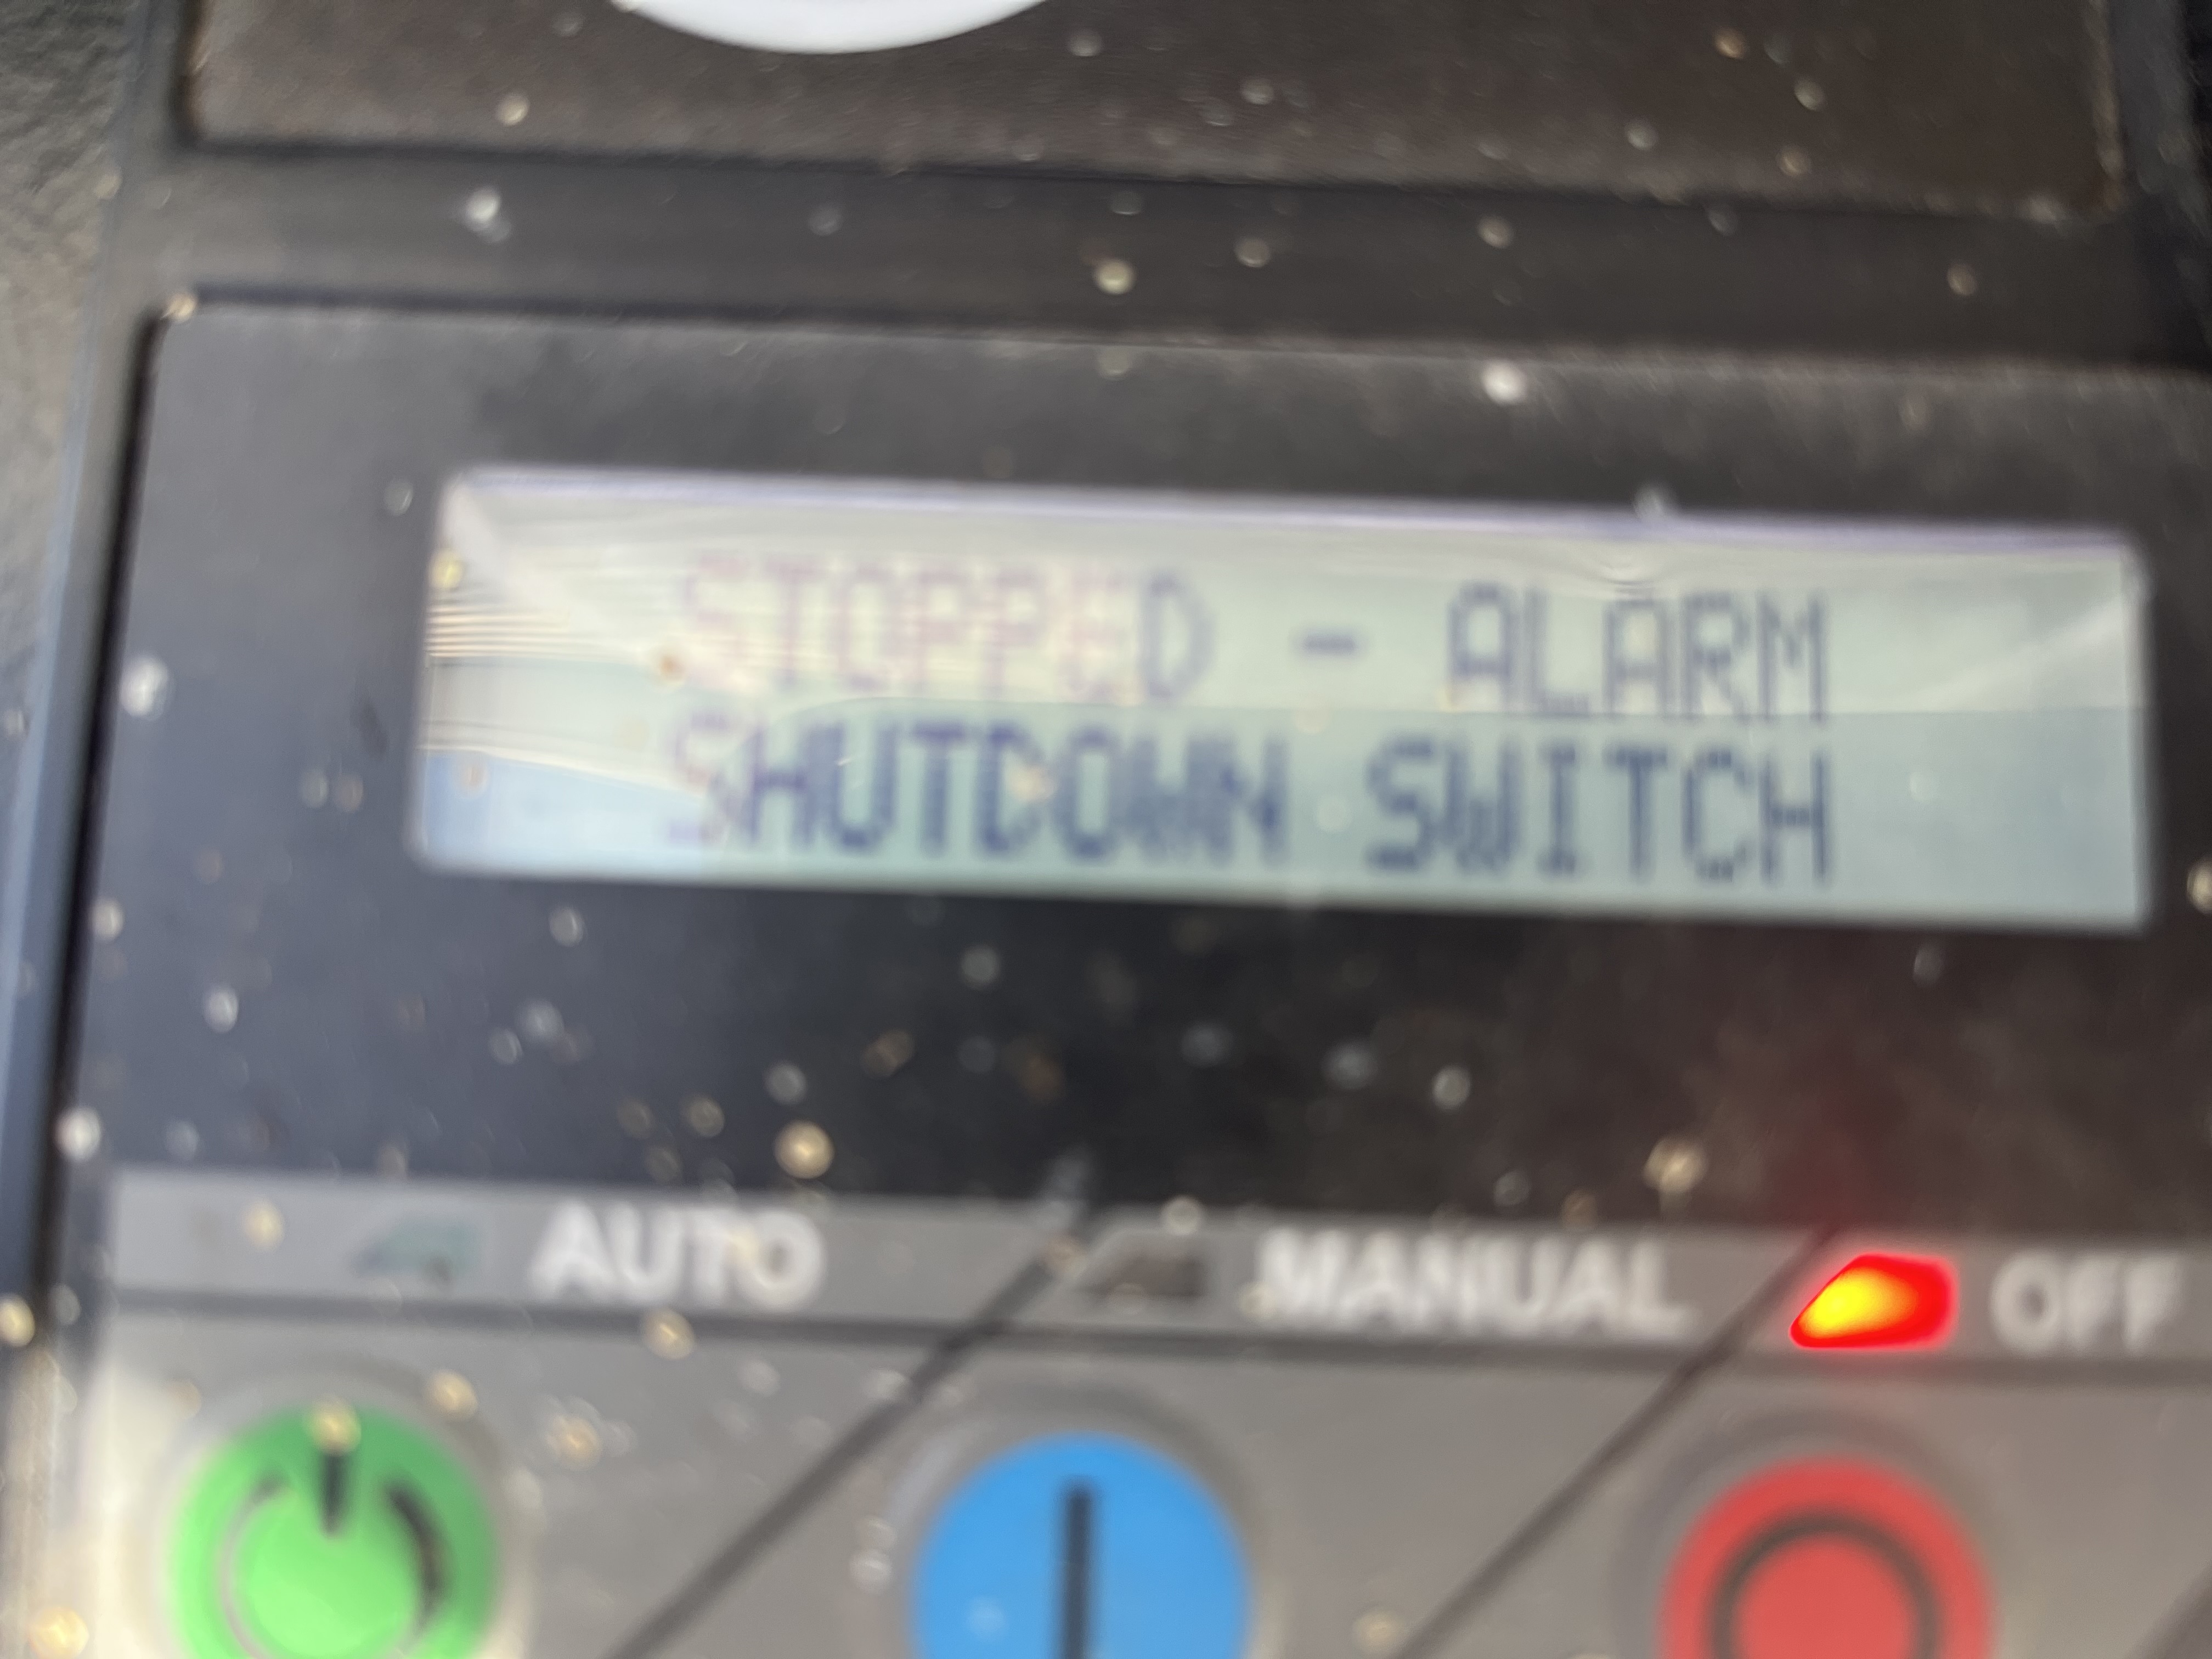 STOPPED - ALARM
SHUTDOWN SWITCH
AUTO MANUAL OFF